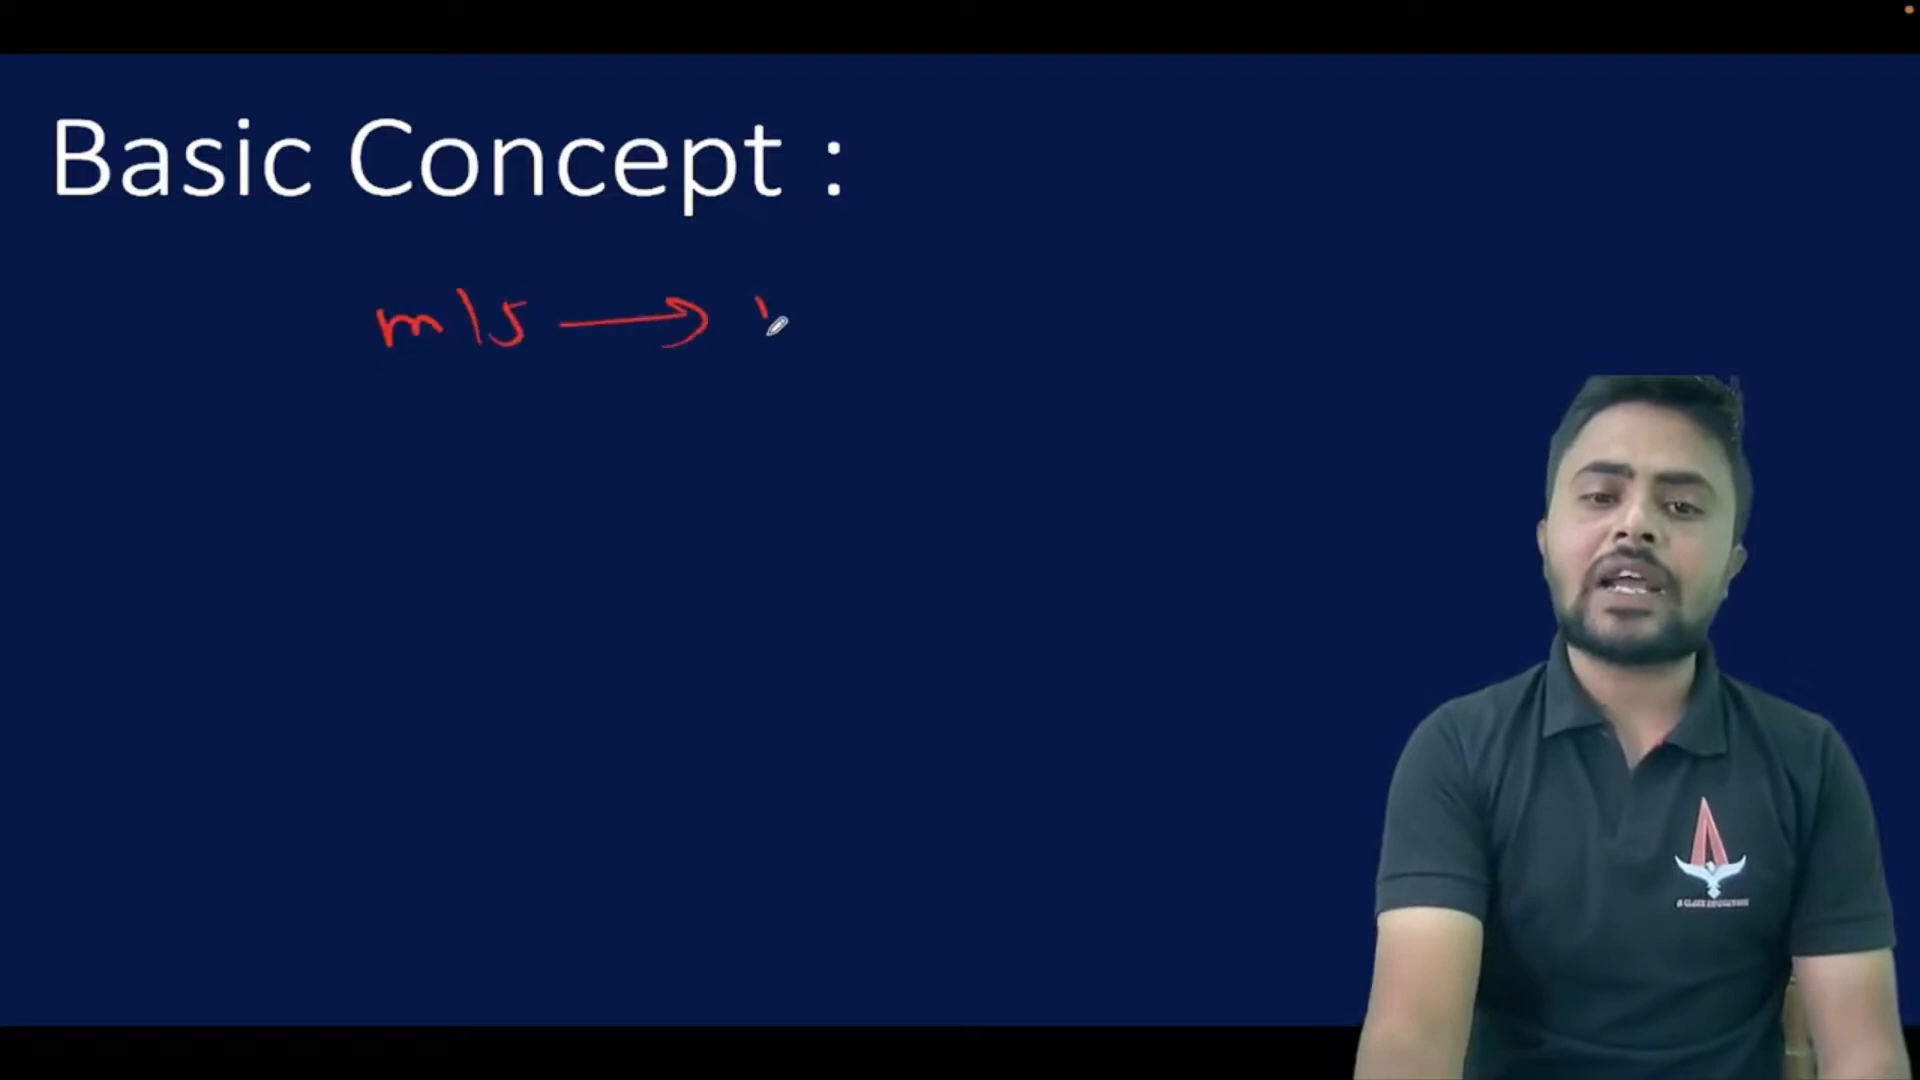 Basic Concept :
m\s →